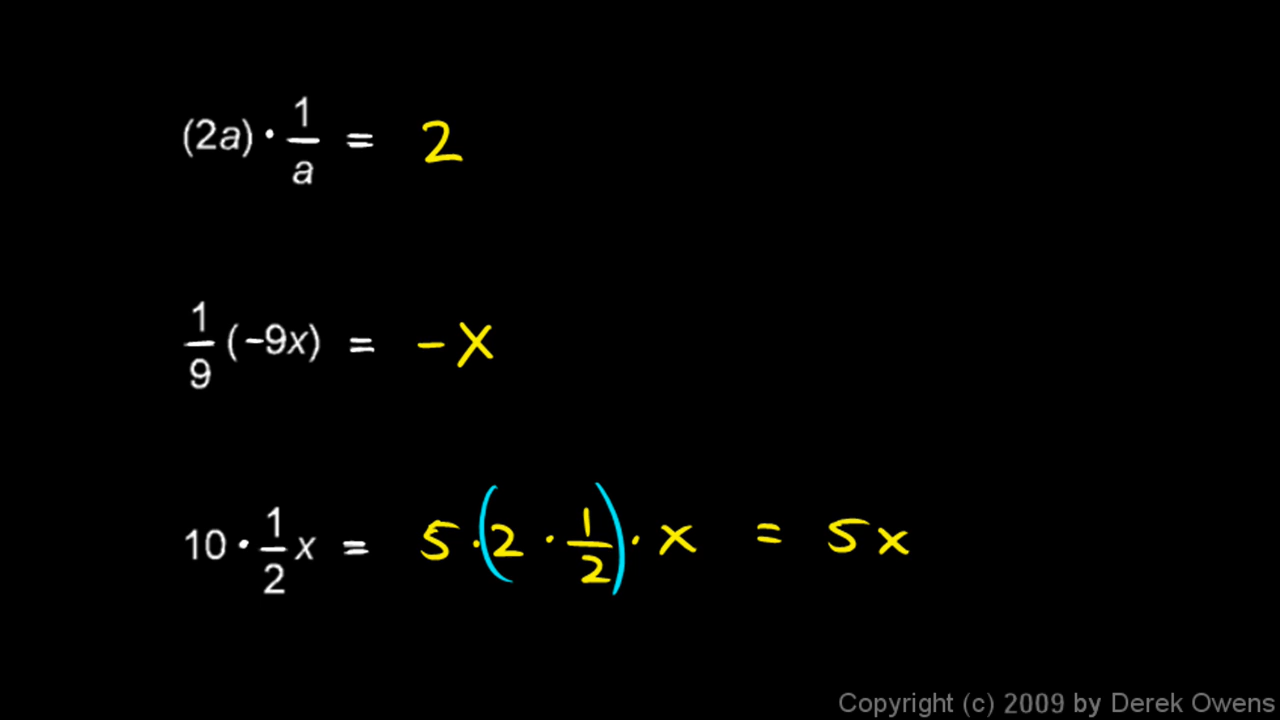 (2a) · 1/a = 2
1/9 (−9x) = −x
10 · 1/2 x = 5 · (2 · 1/2) · x = 5x
Copyright (c) 2009 by Derek Owens